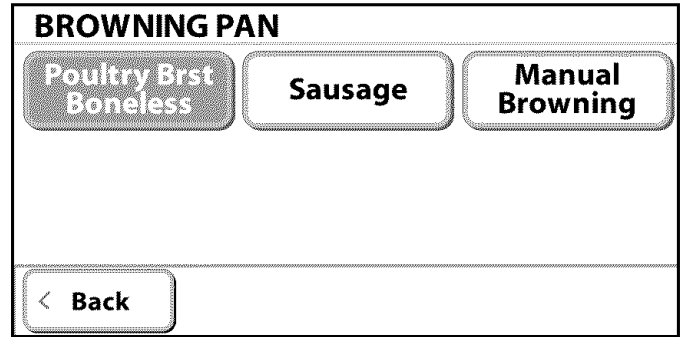 BROWNING PAN
Poultry Brst
Boneless
Sausage
Manual
Browning
< Back